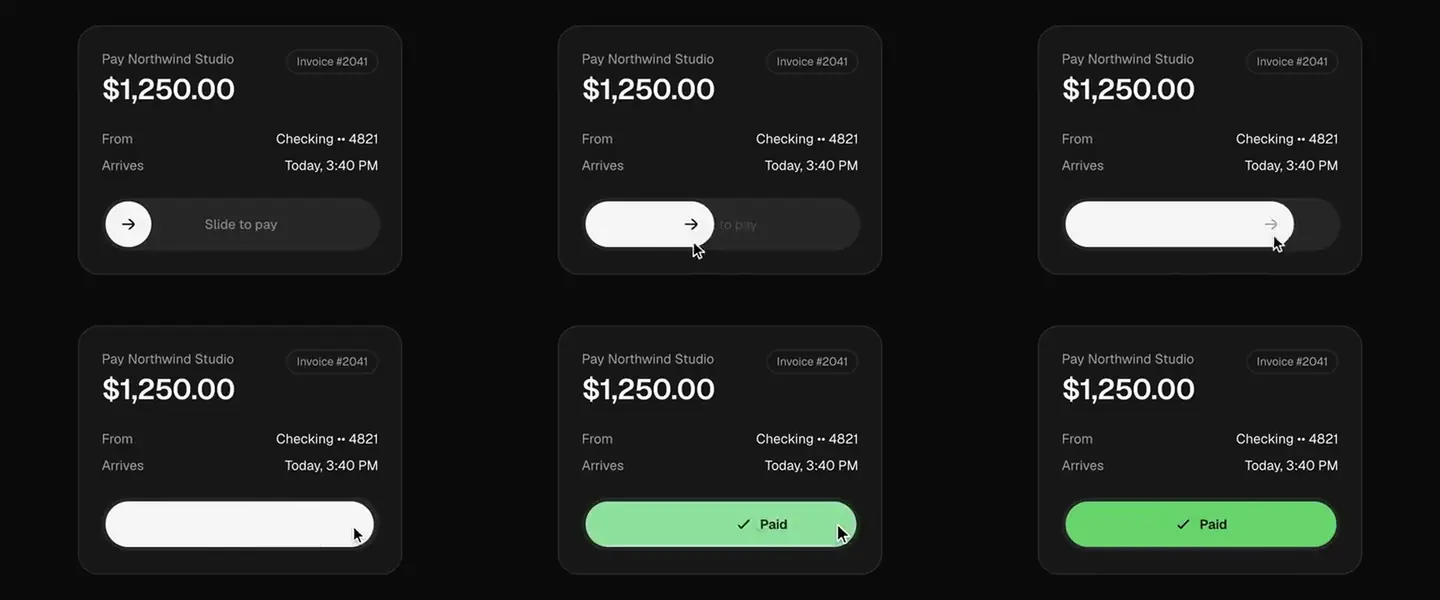 Pay Northwind Studio
Invoice #2041
$1,250.00
From
Checking •• 4821
Arrives
Today, 3:40 PM
Slide to pay
Pay Northwind Studio
Invoice #2041
$1,250.00
From
Checking •• 4821
Arrives
Today, 3:40 PM
to pay
Pay Northwind Studio
Invoice #2041
$1,250.00
From
Checking •• 4821
Arrives
Today, 3:40 PM
Pay Northwind Studio
Invoice #2041
$1,250.00
From
Checking •• 4821
Arrives
Today, 3:40 PM
Pay Northwind Studio
Invoice #2041
$1,250.00
From
Checking •• 4821
Arrives
Today, 3:40 PM
Paid
Pay Northwind Studio
Invoice #2041
$1,250.00
From
Checking •• 4821
Arrives
Today, 3:40 PM
Paid